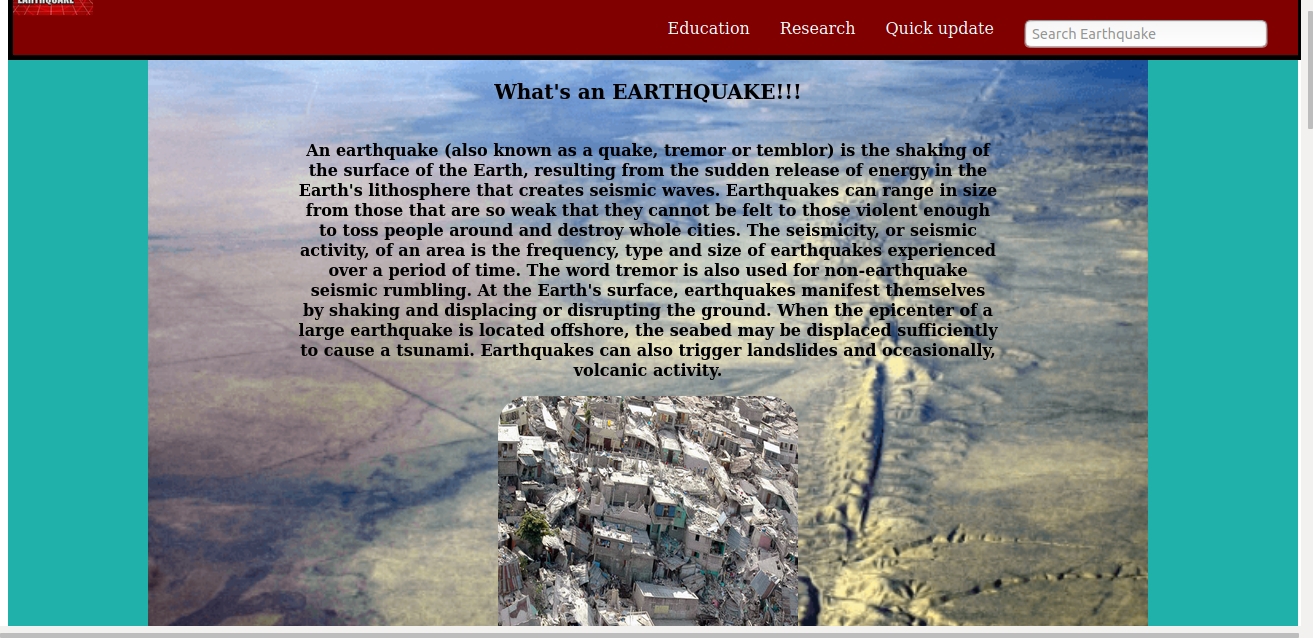 EARTHQUAKE
Education Research Quick update Search Earthquake
What's an EARTHQUAKE!!!
An earthquake (also known as a quake, tremor or temblor) is the shaking of
the surface of the Earth, resulting from the sudden release of energy in the
Earth's lithosphere that creates seismic waves. Earthquakes can range in size
from those that are so weak that they cannot be felt to those violent enough
to toss people around and destroy whole cities. The seismicity, or seismic
activity, of an area is the frequency, type and size of earthquakes experienced
over a period of time. The word tremor is also used for non-earthquake
seismic rumbling. At the Earth's surface, earthquakes manifest themselves
by shaking and displacing or disrupting the ground. When the epicenter of a
large earthquake is located offshore, the seabed may be displaced sufficiently
to cause a tsunami. Earthquakes can also trigger landslides and occasionally,
volcanic activity.